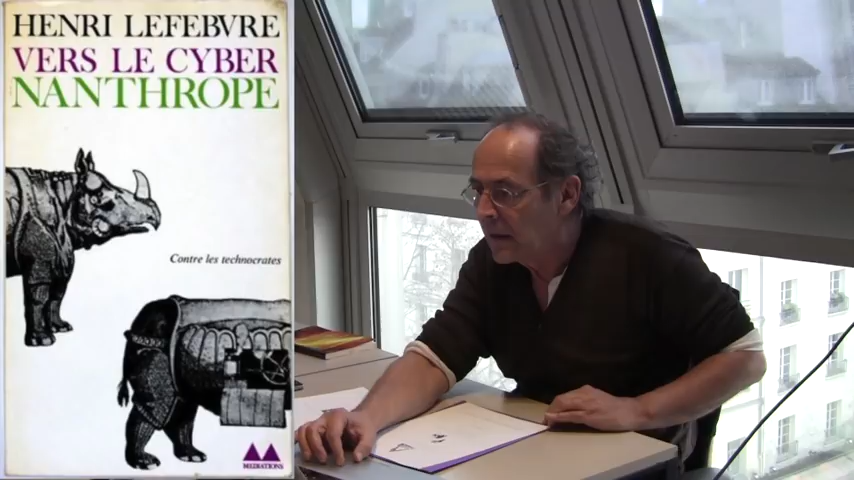 HENRI LEFEBVRE
VERS LE CYBER
NANTHROPE
Contre les technocrates
MEDIATIONS